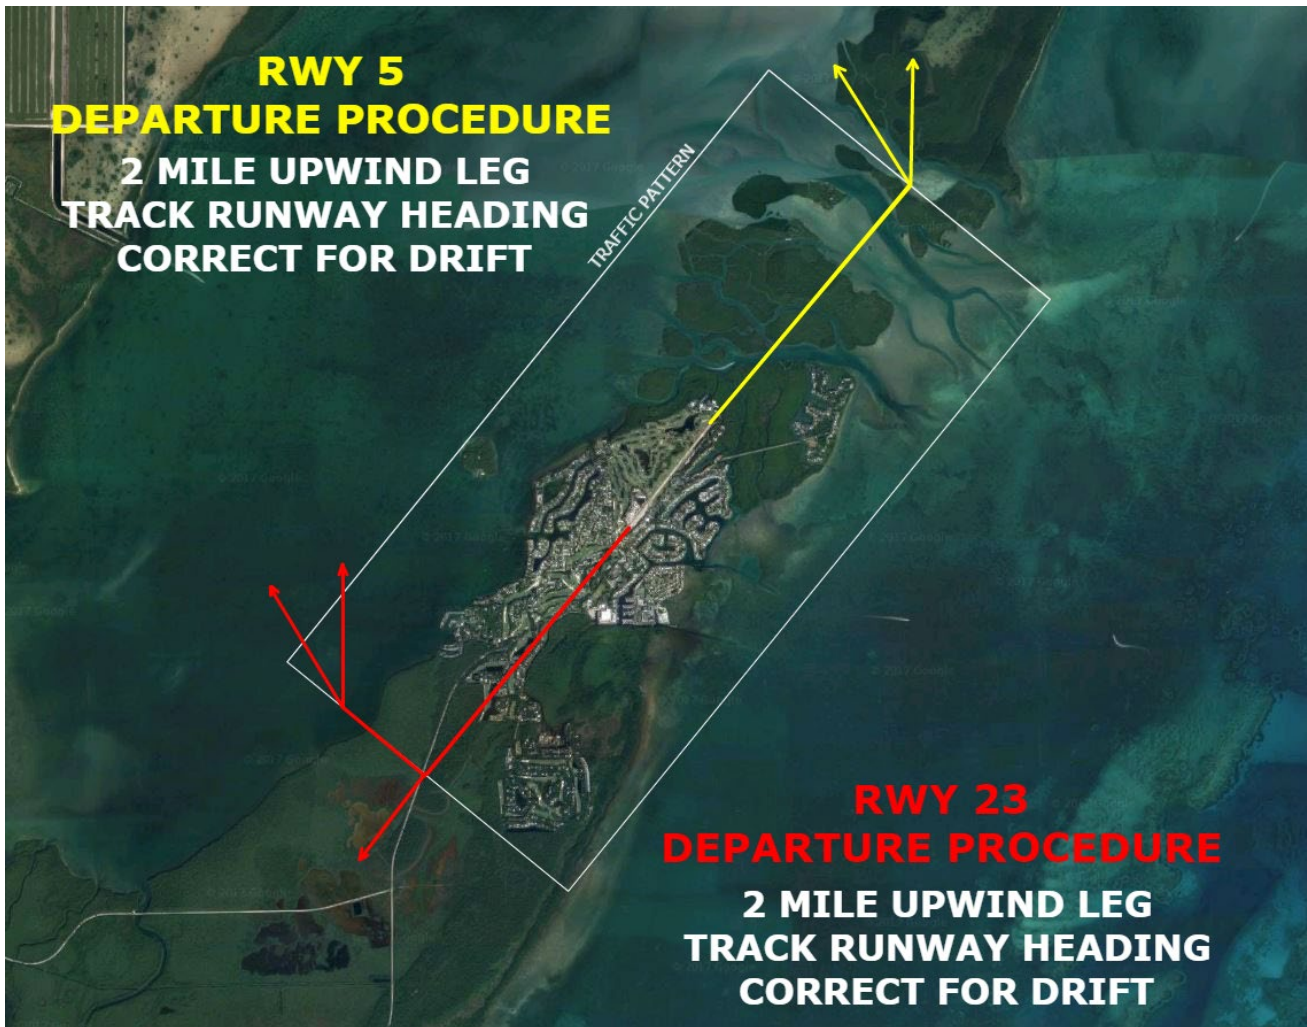 RWY 5
DEPARTURE PROCEDURE
2 MILE UPWIND LEG
TRACK RUNWAY HEADING
CORRECT FOR DRIFT
TRAFFIC PATTERN
RWY 23
DEPARTURE PROCEDURE
2 MILE UPWIND LEG
TRACK RUNWAY HEADING
CORRECT FOR DRIFT